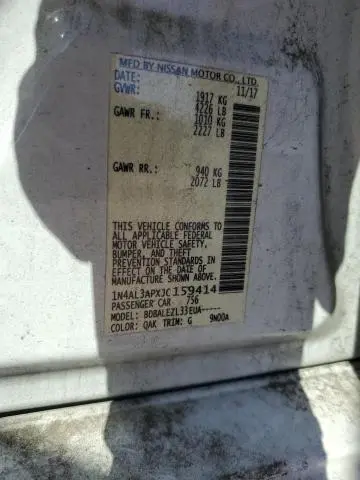 MFD BY NISSAN MOTOR CO., LTD.
DATE: 11/17
GVWR: 1917 KG
4226 LB
GAWR FR.: 1010 KG
2227 LB
GAWR RR.: 940 KG
2072 LB
THIS VEHICLE CONFORMS TO
ALL APPLICABLE FEDERAL
MOTOR VEHICLE SAFETY,
BUMPER, AND THEFT
PREVENTION STANDARDS IN
EFFECT ON THE DATE OF
MANUFACTURE SHOWN ABOVE.
1N4AL3APXJC159414
PASSENGER CAR 756
MODEL: BDBALEZL33EUA-----
COLOR: QAK TRIM: G 9N00A